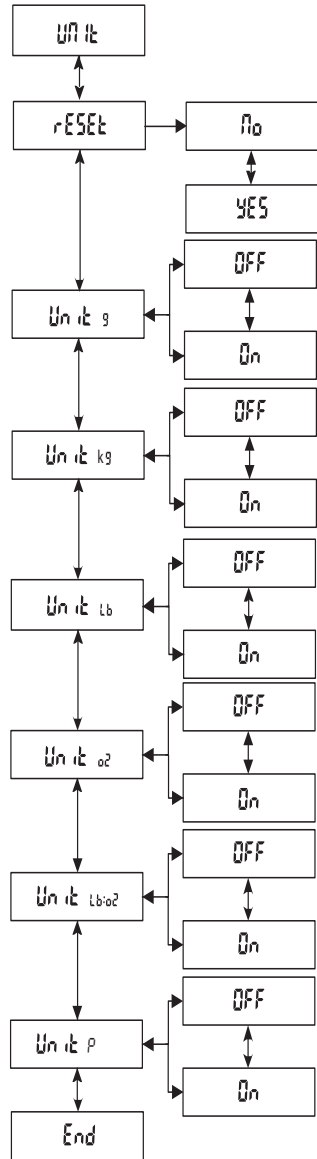 UNIt
rESEt
No
YES
OFF
Unit g
On
OFF
Unit kg
On
OFF
Unit Lb
On
OFF
Unit oZ
On
OFF
Unit Lb:oZ
On
OFF
Unit P
On
End